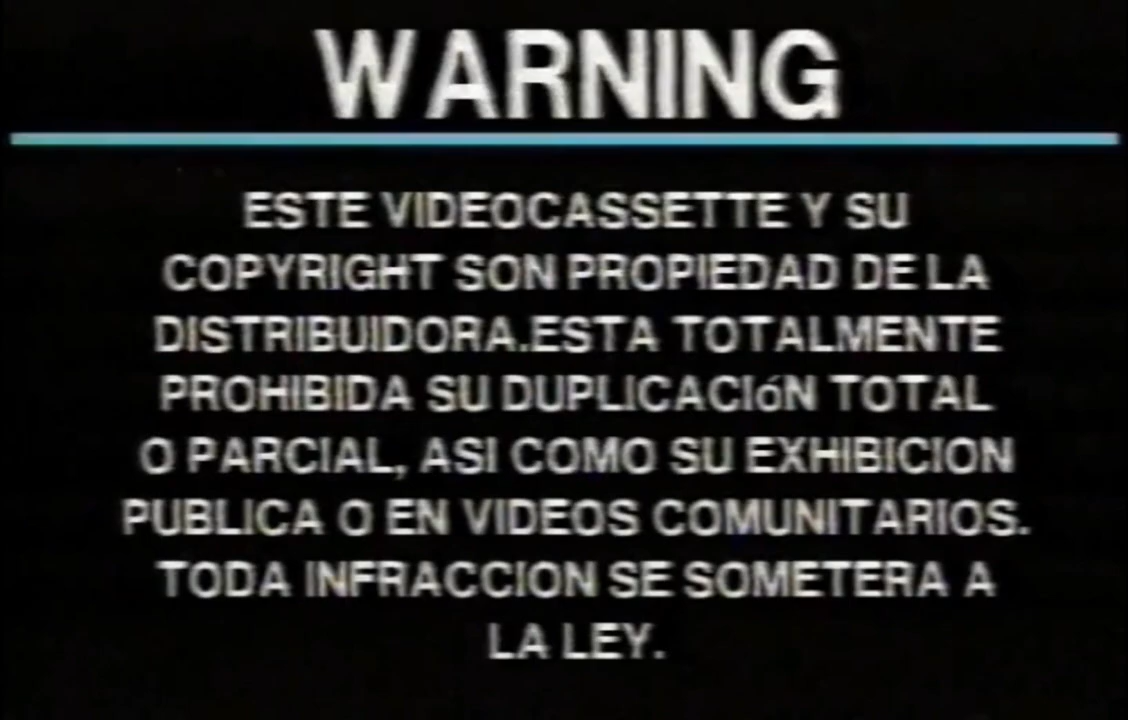 WARNING
ESTE VIDEOCASSETTE Y SU
COPYRIGHT SON PROPIEDAD DE LA
DISTRIBUIDORA.ESTA TOTALMENTE
PROHIBIDA SU DUPLICACIóN TOTAL
O PARCIAL, ASI COMO SU EXHIBICION
PUBLICA O EN VIDEOS COMUNITARIOS.
TODA INFRACCION SE SOMETERA A
LA LEY.